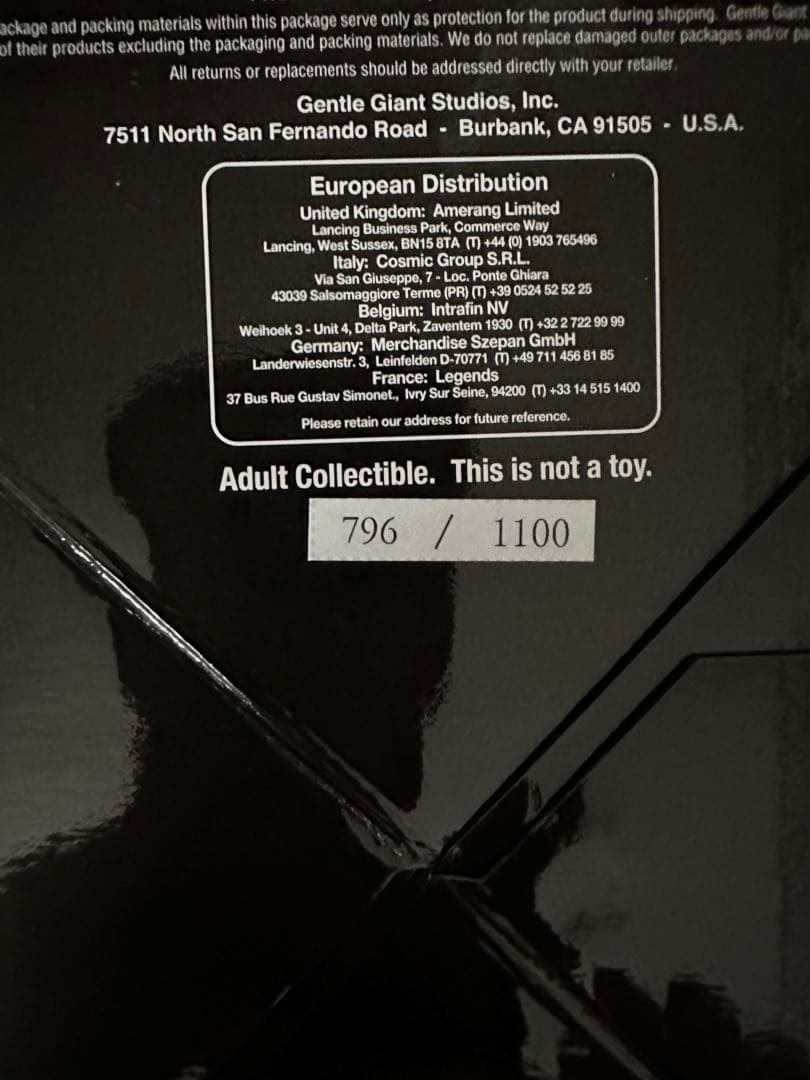 ackage and packing materials within this package serve only as protection for the product during shipping. Gentle Giant
of their products excluding the packaging and packing materials. We do not replace damaged outer packages and/or pa
All returns or replacements should be addressed directly with your retailer.
Gentle Giant Studios, Inc.
7511 North San Fernando Road - Burbank, CA 91505 - U.S.A.
European Distribution
United Kingdom: Amerang Limited
Lancing Business Park, Commerce Way
Lancing, West Sussex, BN15 8TA (T) +44 (0) 1903 765496
Italy: Cosmic Group S.R.L.
Via San Giuseppe, 7 - Loc. Ponte Ghiara
43039 Salsomaggiore Terme (PR) (T) +39 0524 52 52 25
Belgium: Intrafin NV
Weihoek 3 - Unit 4, Delta Park, Zaventem 1930 (T) +32 2 722 99 99
Germany: Merchandise Szepan GmbH
Landerwiesenstr. 3, Leinfelden D-70771 (T) +49 711 456 81 85
France: Legends
37 Bus Rue Gustav Simonet., Ivry Sur Seine, 94200 (T) +33 14 515 1400
Please retain our address for future reference.
Adult Collectible. This is not a toy.
796 / 1100